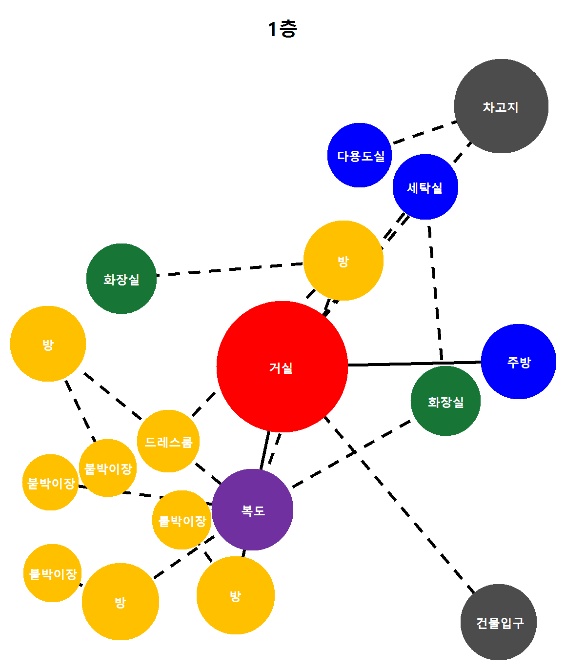 1층
차고지
다용도실
세탁실
방
화장실
방
거실
주방
화장실
드레스룸
붙박이장
붙박이장
복도
붙박이장
붙박이장
방
방
건물입구